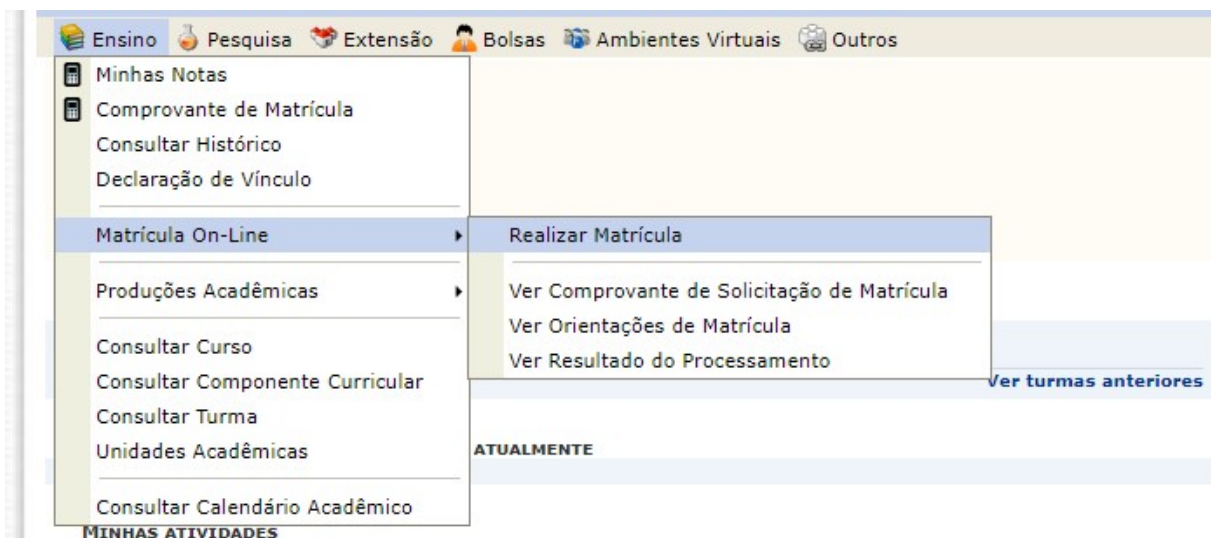 Ensino Pesquisa Extensão Bolsas Ambientes Virtuais Outros
Minhas Notas
Comprovante de Matrícula
Consultar Histórico
Declaração de Vínculo
Matrícula On-Line
Realizar Matrícula
Produções Acadêmicas
Ver Comprovante de Solicitação de Matrícula
Ver Orientações de Matrícula
Consultar Curso
Ver Resultado do Processamento
Consultar Componente Curricular
Ver turmas anteriores
Consultar Turma
Unidades Acadêmicas
ATUALMENTE
Consultar Calendário Acadêmico
MINHAS ATIVIDADES